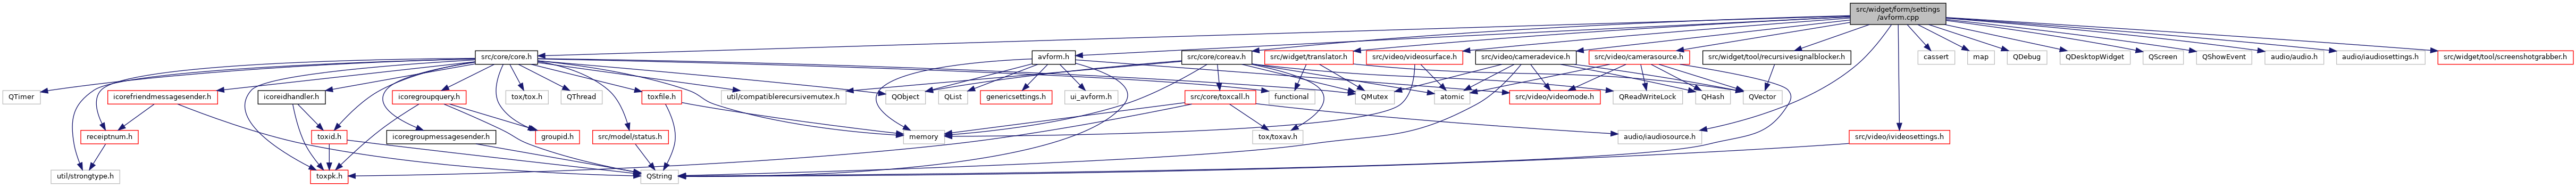 src/widget/form/settings
/avform.cpp
src/core/core.h
avform.h
src/core/coreav.h
src/widget/translator.h
src/video/videosurface.h
src/video/cameradevice.h
src/video/camerasource.h
src/widget/tool/recursivesignalblocker.h
cassert
map
QDebug
QDesktopWidget
QScreen
QShowEvent
audio/audio.h
audio/iaudiosettings.h
src/widget/tool/screenshotgrabber.h
QTimer
icorefriendmessagesender.h
icoreidhandler.h
icoregroupquery.h
tox/tox.h
QThread
toxfile.h
util/compatiblerecursivemutex.h
QObject
QList
genericsettings.h
ui_avform.h
src/core/toxcall.h
functional
QMutex
atomic
src/video/videomode.h
QReadWriteLock
QHash
QVector
receiptnum.h
toxid.h
icoregroupmessagesender.h
groupid.h
src/model/status.h
memory
tox/toxav.h
audio/iaudiosource.h
src/video/ivideosettings.h
util/strongtype.h
toxpk.h
QString